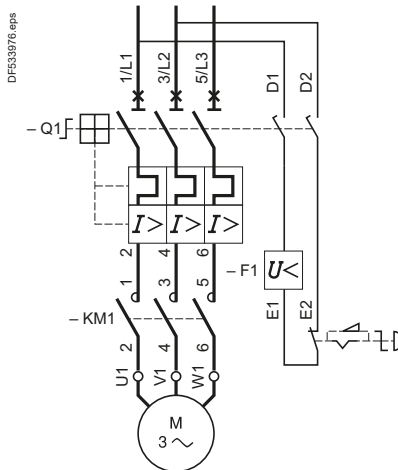 DF533976.eps
1/L1
3/L2
5/L3
D1
D2
– Q1
I> I> I>
2
4
6
– F1
U<
1
3
5
E1
E2
– KM1
2
4
6
U1
V1
W1
M
3 ~